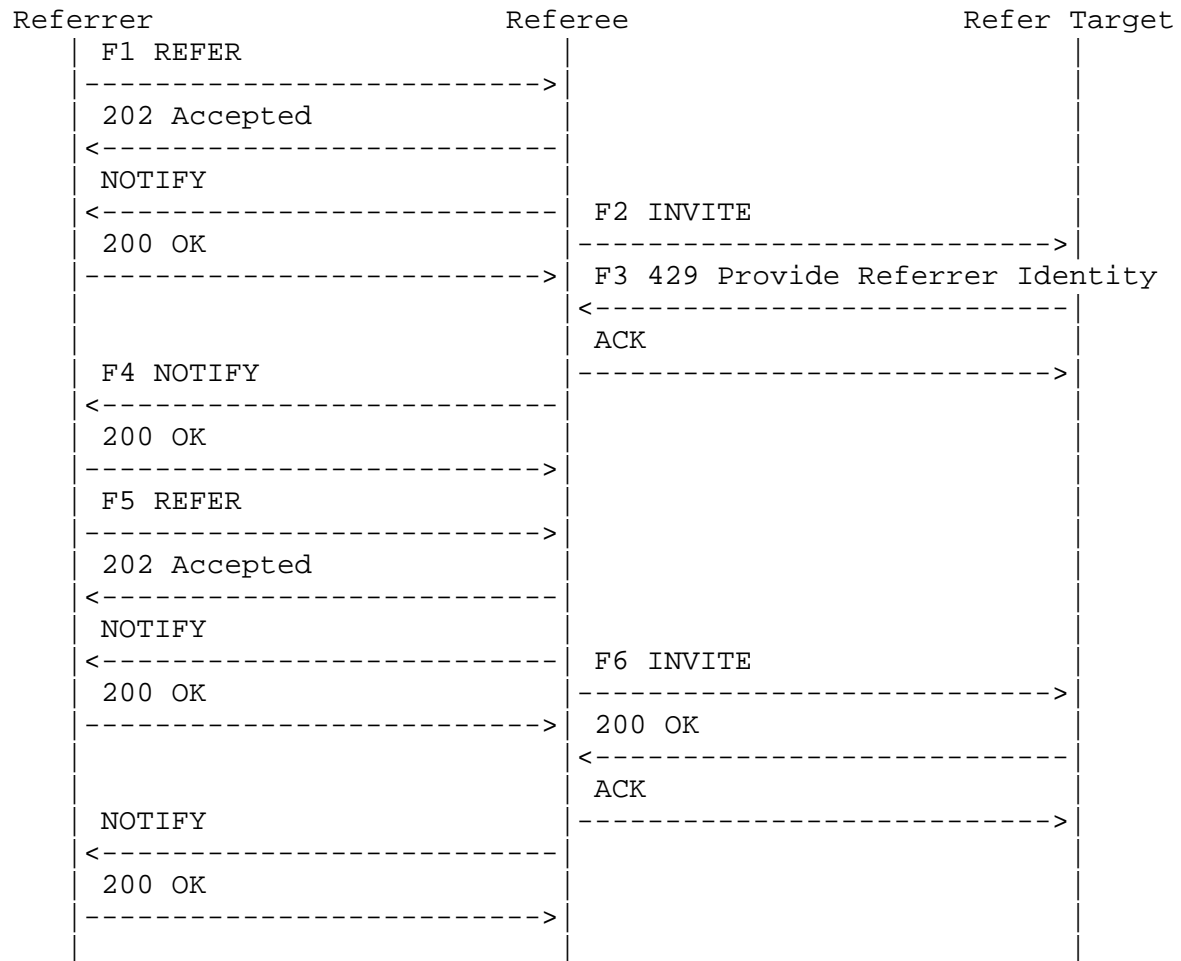 Referrer Referee Refer Target
F1 REFER
202 Accepted
NOTIFY
F2 INVITE
200 OK
F3 429 Provide Referrer Identity
ACK
F4 NOTIFY
200 OK
F5 REFER
202 Accepted
NOTIFY
F6 INVITE
200 OK
200 OK
ACK
NOTIFY
200 OK